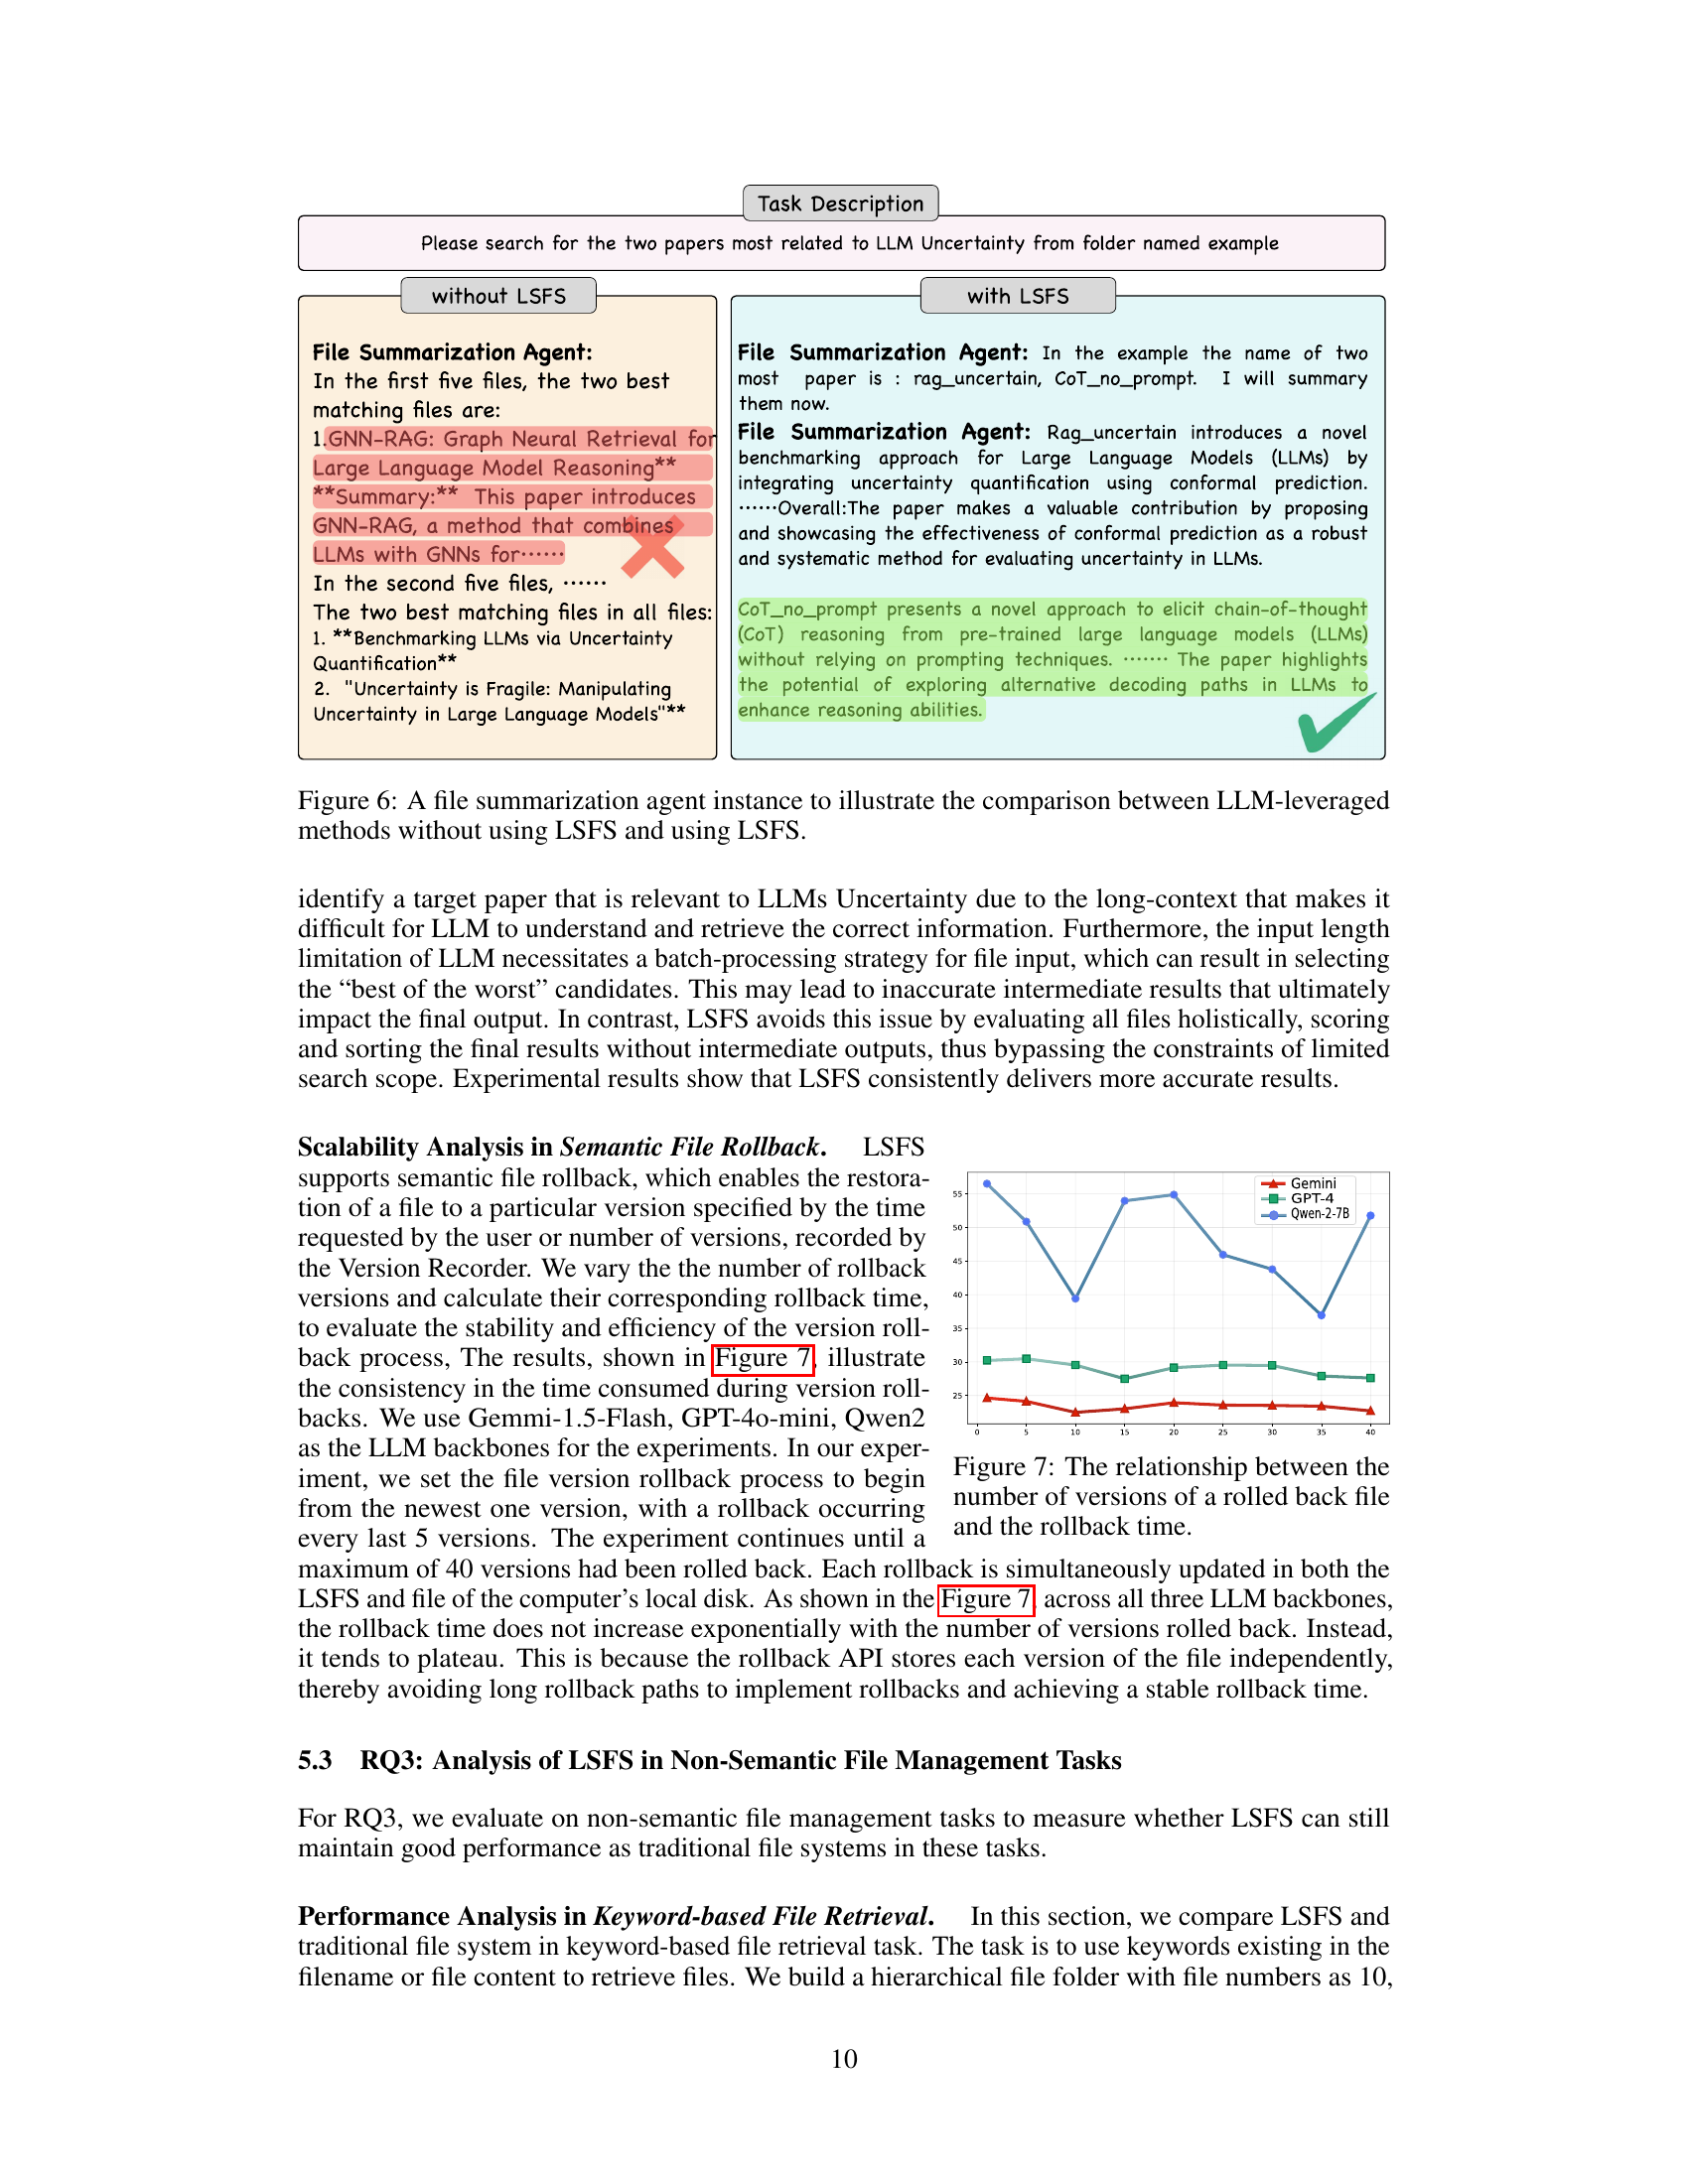 Task Description
Please search for the two papers most related to LLM Uncertainty from folder named example
without LSFS
File Summarization Agent:
In the first five files, the two best
matching files are:
1.GNN-RAG: Graph Neural Retrieval for
Large Language Model Reasoning**
**Summary:** This paper introduces
GNN-RAG, a method that combines
LLMs with GNNs for······
In the second five files, ······
The two best matching files in all files:
1. **Benchmarking LLMs via Uncertainty
Quantification**
2. "Uncertainty is Fragile: Manipulating
Uncertainty in Large Language Models"**
with LSFS
File Summarization Agent: In the example the name of two
most paper is : rag_uncertain, CoT_no_prompt. I will summary
them now.
File Summarization Agent: Rag_uncertain introduces a novel
benchmarking approach for Large Language Models (LLMs) by
integrating uncertainty quantification using conformal prediction.
······Overall:The paper makes a valuable contribution by proposing
and showcasing the effectiveness of conformal prediction as a robust
and systematic method for evaluating uncertainty in LLMs.
CoT_no_prompt presents a novel approach to elicit chain-of-thought
(CoT) reasoning from pre-trained large language models (LLMs)
without relying on prompting techniques. ······· The paper highlights
the potential of exploring alternative decoding paths in LLMs to
enhance reasoning abilities.
Figure 6: A file summarization agent instance to illustrate the comparison between LLM-leveraged
methods without using LSFS and using LSFS.
identify a target paper that is relevant to LLMs Uncertainty due to the long-context that makes it
difficult for LLM to understand and retrieve the correct information. Furthermore, the input length
limitation of LLM necessitates a batch-processing strategy for file input, which can result in selecting
the “best of the worst” candidates. This may lead to inaccurate intermediate results that ultimately
impact the final output. In contrast, LSFS avoids this issue by evaluating all files holistically, scoring
and sorting the final results without intermediate outputs, thus bypassing the constraints of limited
search scope. Experimental results show that LSFS consistently delivers more accurate results.
Scalability Analysis in Semantic File Rollback. LSFS
supports semantic file rollback, which enables the restora-
tion of a file to a particular version specified by the time
requested by the user or number of versions, recorded by
the Version Recorder. We vary the the number of rollback
versions and calculate their corresponding rollback time,
to evaluate the stability and efficiency of the version roll-
back process, The results, shown in Figure 7, illustrate
the consistency in the time consumed during version roll-
backs. We use Gemmi-1.5-Flash, GPT-4o-mini, Qwen2
as the LLM backbones for the experiments. In our exper-
iment, we set the file version rollback process to begin
from the newest one version, with a rollback occurring
every last 5 versions. The experiment continues until a
maximum of 40 versions had been rolled back. Each rollback is simultaneously updated in both the
LSFS and file of the computer’s local disk. As shown in the Figure 7, across all three LLM backbones,
the rollback time does not increase exponentially with the number of versions rolled back. Instead,
it tends to plateau. This is because the rollback API stores each version of the file independently,
thereby avoiding long rollback paths to implement rollbacks and achieving a stable rollback time.
Gemini
GPT-4
Qwen-2-7B
55
50
45
40
35
30
25
0 5 10 15 20 25 30 35 40
Figure 7: The relationship between the
number of versions of a rolled back file
and the rollback time.
5.3 RQ3: Analysis of LSFS in Non-Semantic File Management Tasks
For RQ3, we evaluate on non-semantic file management tasks to measure whether LSFS can still
maintain good performance as traditional file systems in these tasks.
Performance Analysis in Keyword-based File Retrieval. In this section, we compare LSFS and
traditional file system in keyword-based file retrieval task. The task is to use keywords existing in the
filename or file content to retrieve files. We build a hierarchical file folder with file numbers as 10,
10